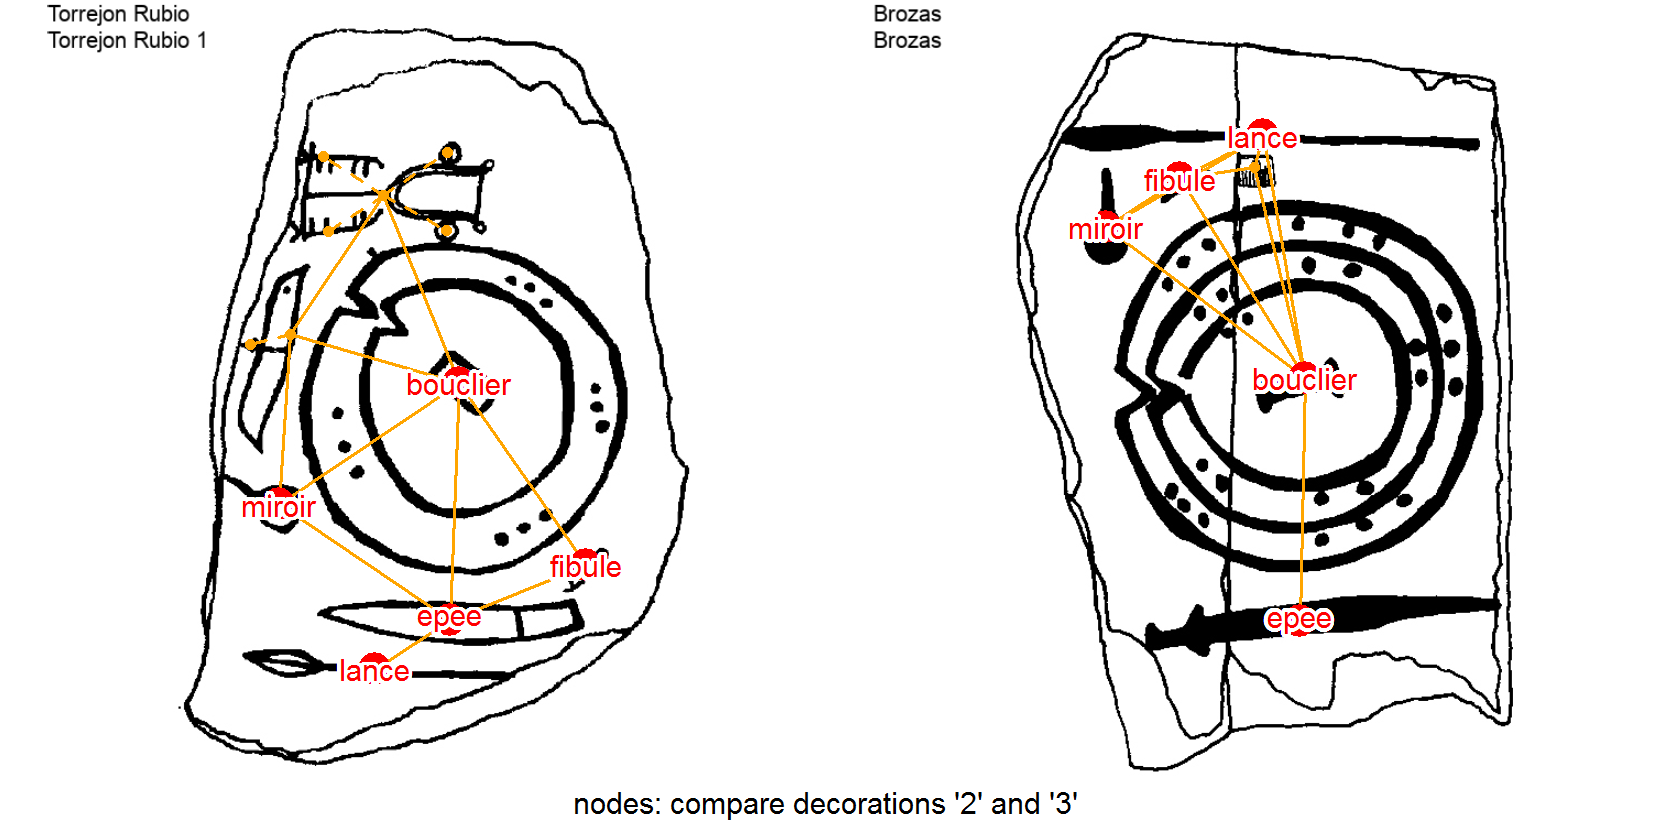 Torrejon Rubio
Torrejon Rubio 1
bouclier
miroir
fibule
epee
lance
Brozas
Brozas
lance
fibule
miroir
bouclier
epee
nodes: compare decorations '2' and '3'